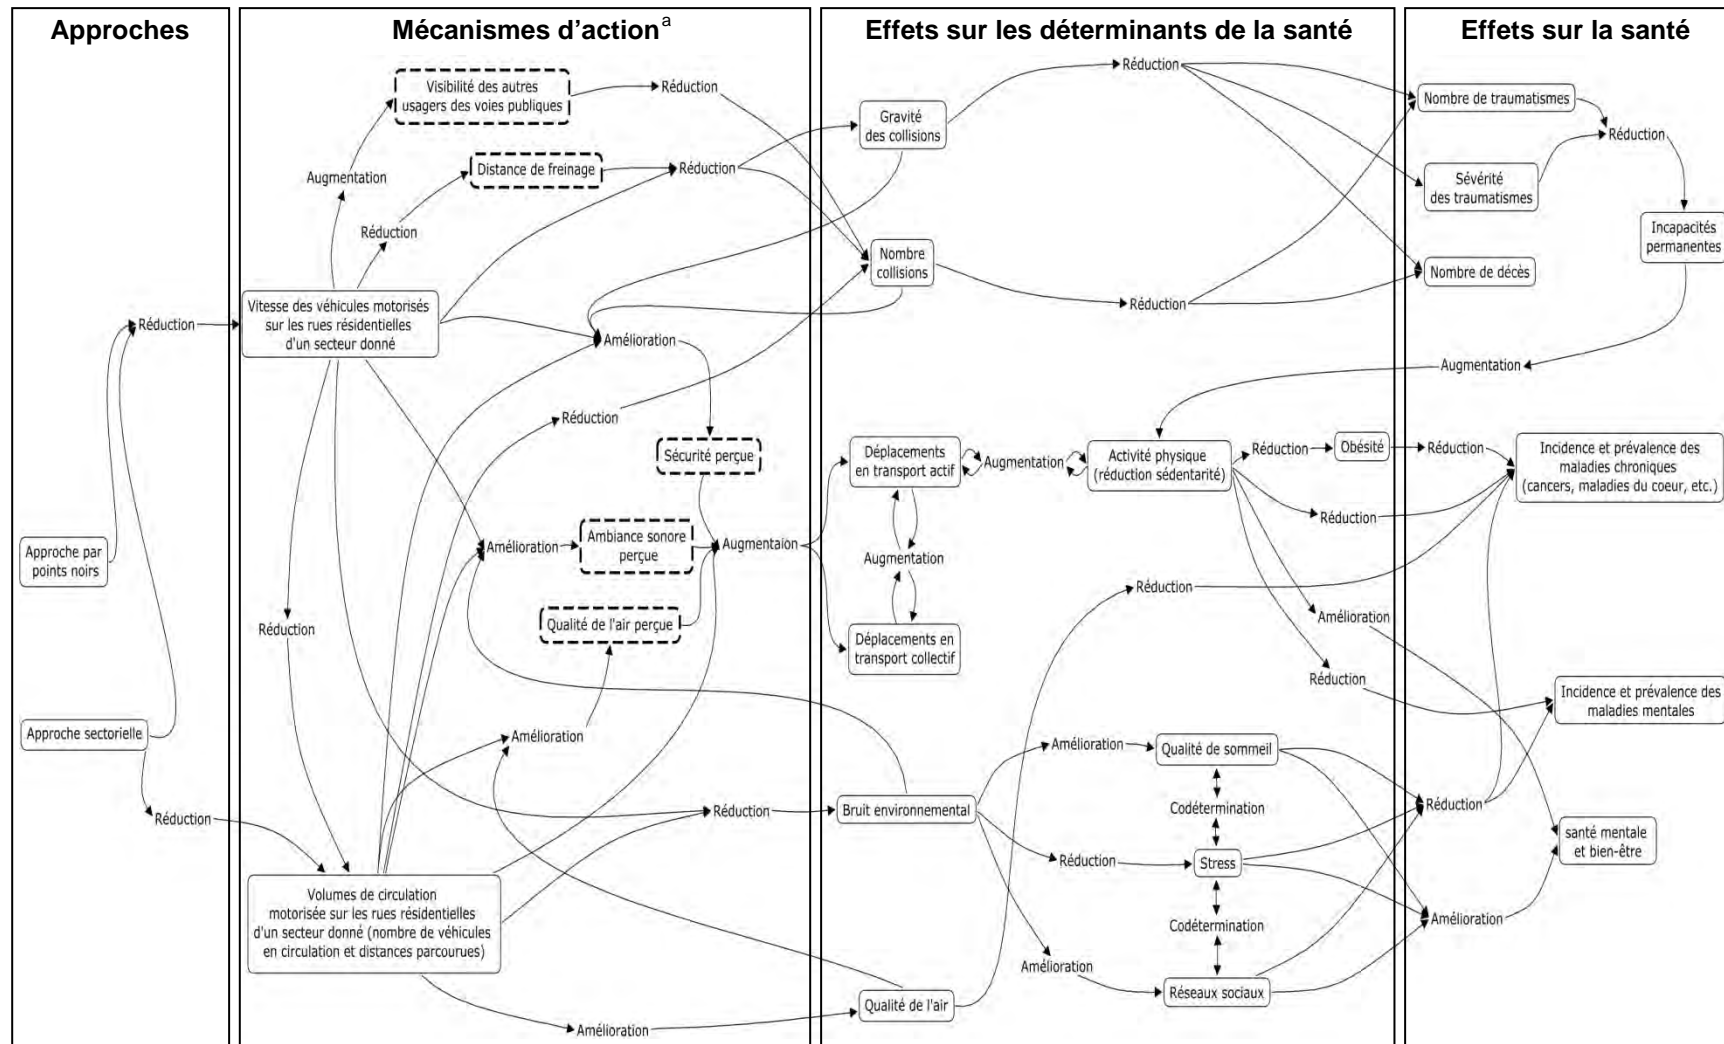 Approches
Mécanismes d'action a
Effets sur les déterminants de la santé
Effets sur la santé
Approche par
points noirs
Approche sectorielle
Réduction
Réduction
Visibilité des autres
usagers des voies publiques
Réduction
Augmentation
Distance de freinage
Réduction
Réduction
Vitesse des véhicules motorisés
sur les rues résidentielles
d'un secteur donné
Amélioration
Réduction
Sécurité perçue
Amélioration
Ambiance sonore
perçue
Augmentaion
Qualité de l'air perçue
Réduction
Amélioration
Réduction
Volumes de circulation
motorisée sur les rues résidentielles
d'un secteur donné (nombre de véhicules
en circulation et distances parcourues)
Amélioration
Gravité
des collisions
Réduction
Nombre
collisions
Réduction
Déplacements
en transport actif
Augmentation
Activité physique
(réduction sédentarité)
Réduction
Obésité
Augmentation
Réduction
Réduction
Déplacements en
transport collectif
Amélioration
Réduction
Amélioration
Qualité de sommeil
Codétermination
Bruit environnemental
Réduction
Stress
Codétermination
Amélioration
Réseaux sociaux
Qualité de l'air
Nombre de traumatismes
Réduction
Sévérité
des traumatismes
Incapacités
permanentes
Nombre de décès
Augmentation
Réduction
Incidence et prévalence des
maladies chroniques
(cancers, maladies du coeur, etc.)
Incidence et prévalence des
maladies mentales
Réduction
santé mentale
et bien-être
Amélioration